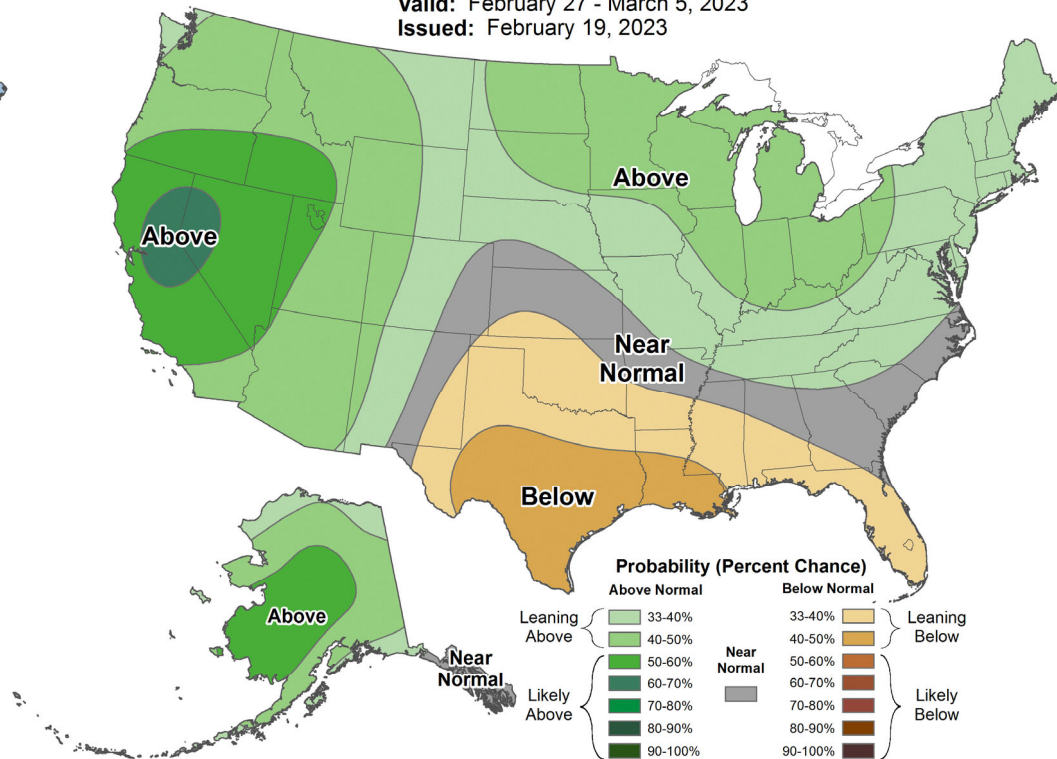 Valid: February 27 - March 5, 2023
Issued: February 19, 2023
Above
Above
Near
Normal
Below
Above
Near
Normal
Probability (Percent Chance)
Above Normal
Below Normal
Leaning
Above
33-40%
40-50%
Likely
Above
50-60%
60-70%
70-80%
80-90%
90-100%
Near
Normal
33-40%
40-50%
Leaning
Below
50-60%
60-70%
70-80%
80-90%
90-100%
Likely
Below